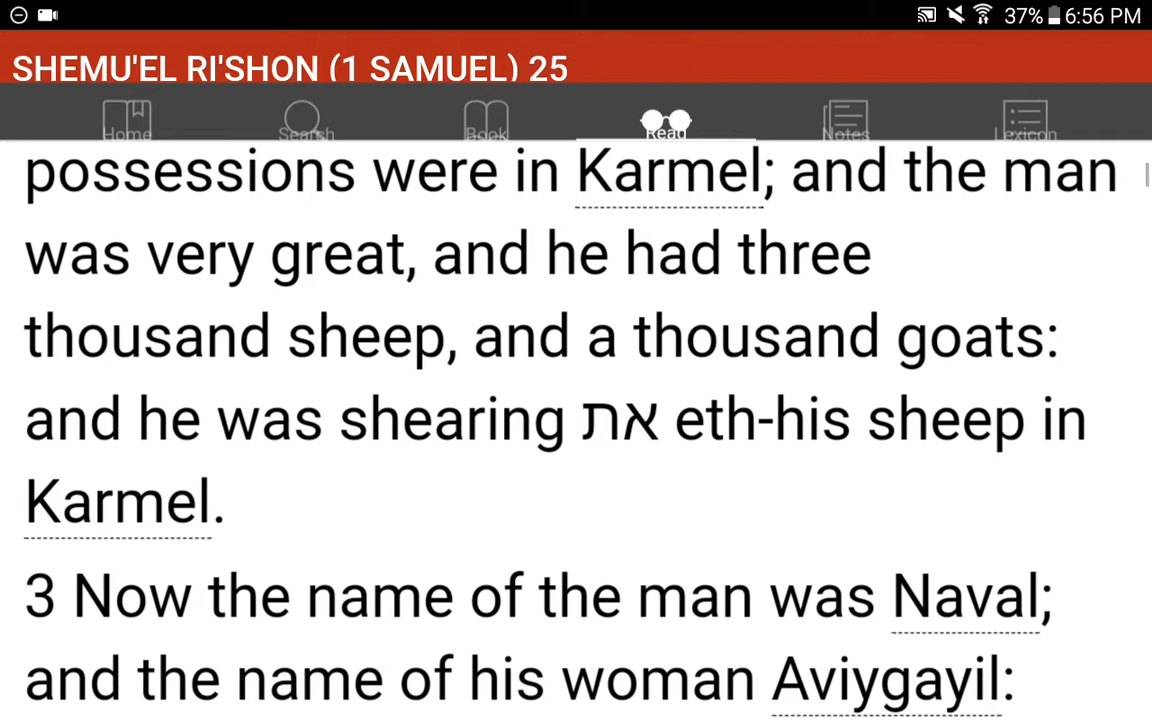 37% 6:56 PM
SHEMU'EL RI'SHON (1 SAMUEL) 25
Home Search Book Read Notes Lexicon
possessions were in Karmel; and the man
was very great, and he had three
thousand sheep, and a thousand goats:
and he was shearing את eth-his sheep in
Karmel.
3 Now the name of the man was Naval;
and the name of his woman Aviygayil: